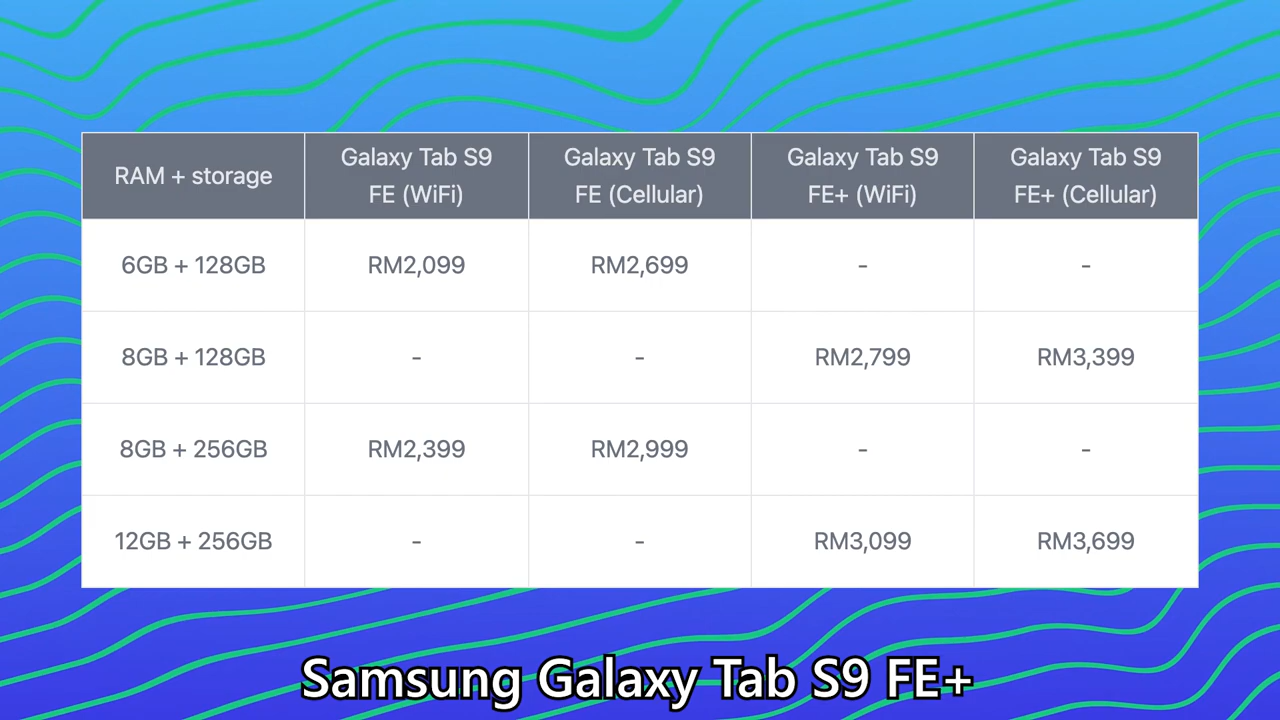 RAM + storage
Galaxy Tab S9 FE (WiFi)
Galaxy Tab S9 FE (Cellular)
Galaxy Tab S9 FE+ (WiFi)
Galaxy Tab S9 FE+ (Cellular)
6GB + 128GB RM2,099 RM2,699 - -
8GB + 128GB - - RM2,799 RM3,399
8GB + 256GB RM2,399 RM2,999 - -
12GB + 256GB - - RM3,099 RM3,699
Samsung Galaxy Tab S9 FE+